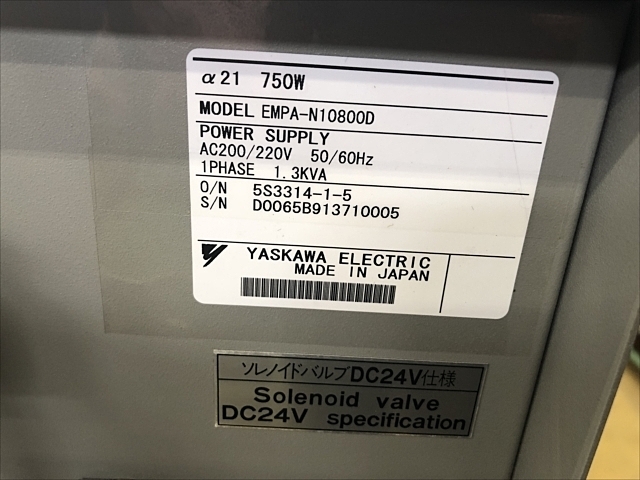 α21 750W
MODEL EMPA-N10800D
POWER SUPPLY
AC200/220V 50/60Hz
1PHASE 1.3KVA
O/N 5S3314-1-5
S/N D0065B913710005
YASKAWA ELECTRIC
MADE IN JAPAN
ソレノイドバルブDC24V仕様
Solenoid valve
DC24V specification